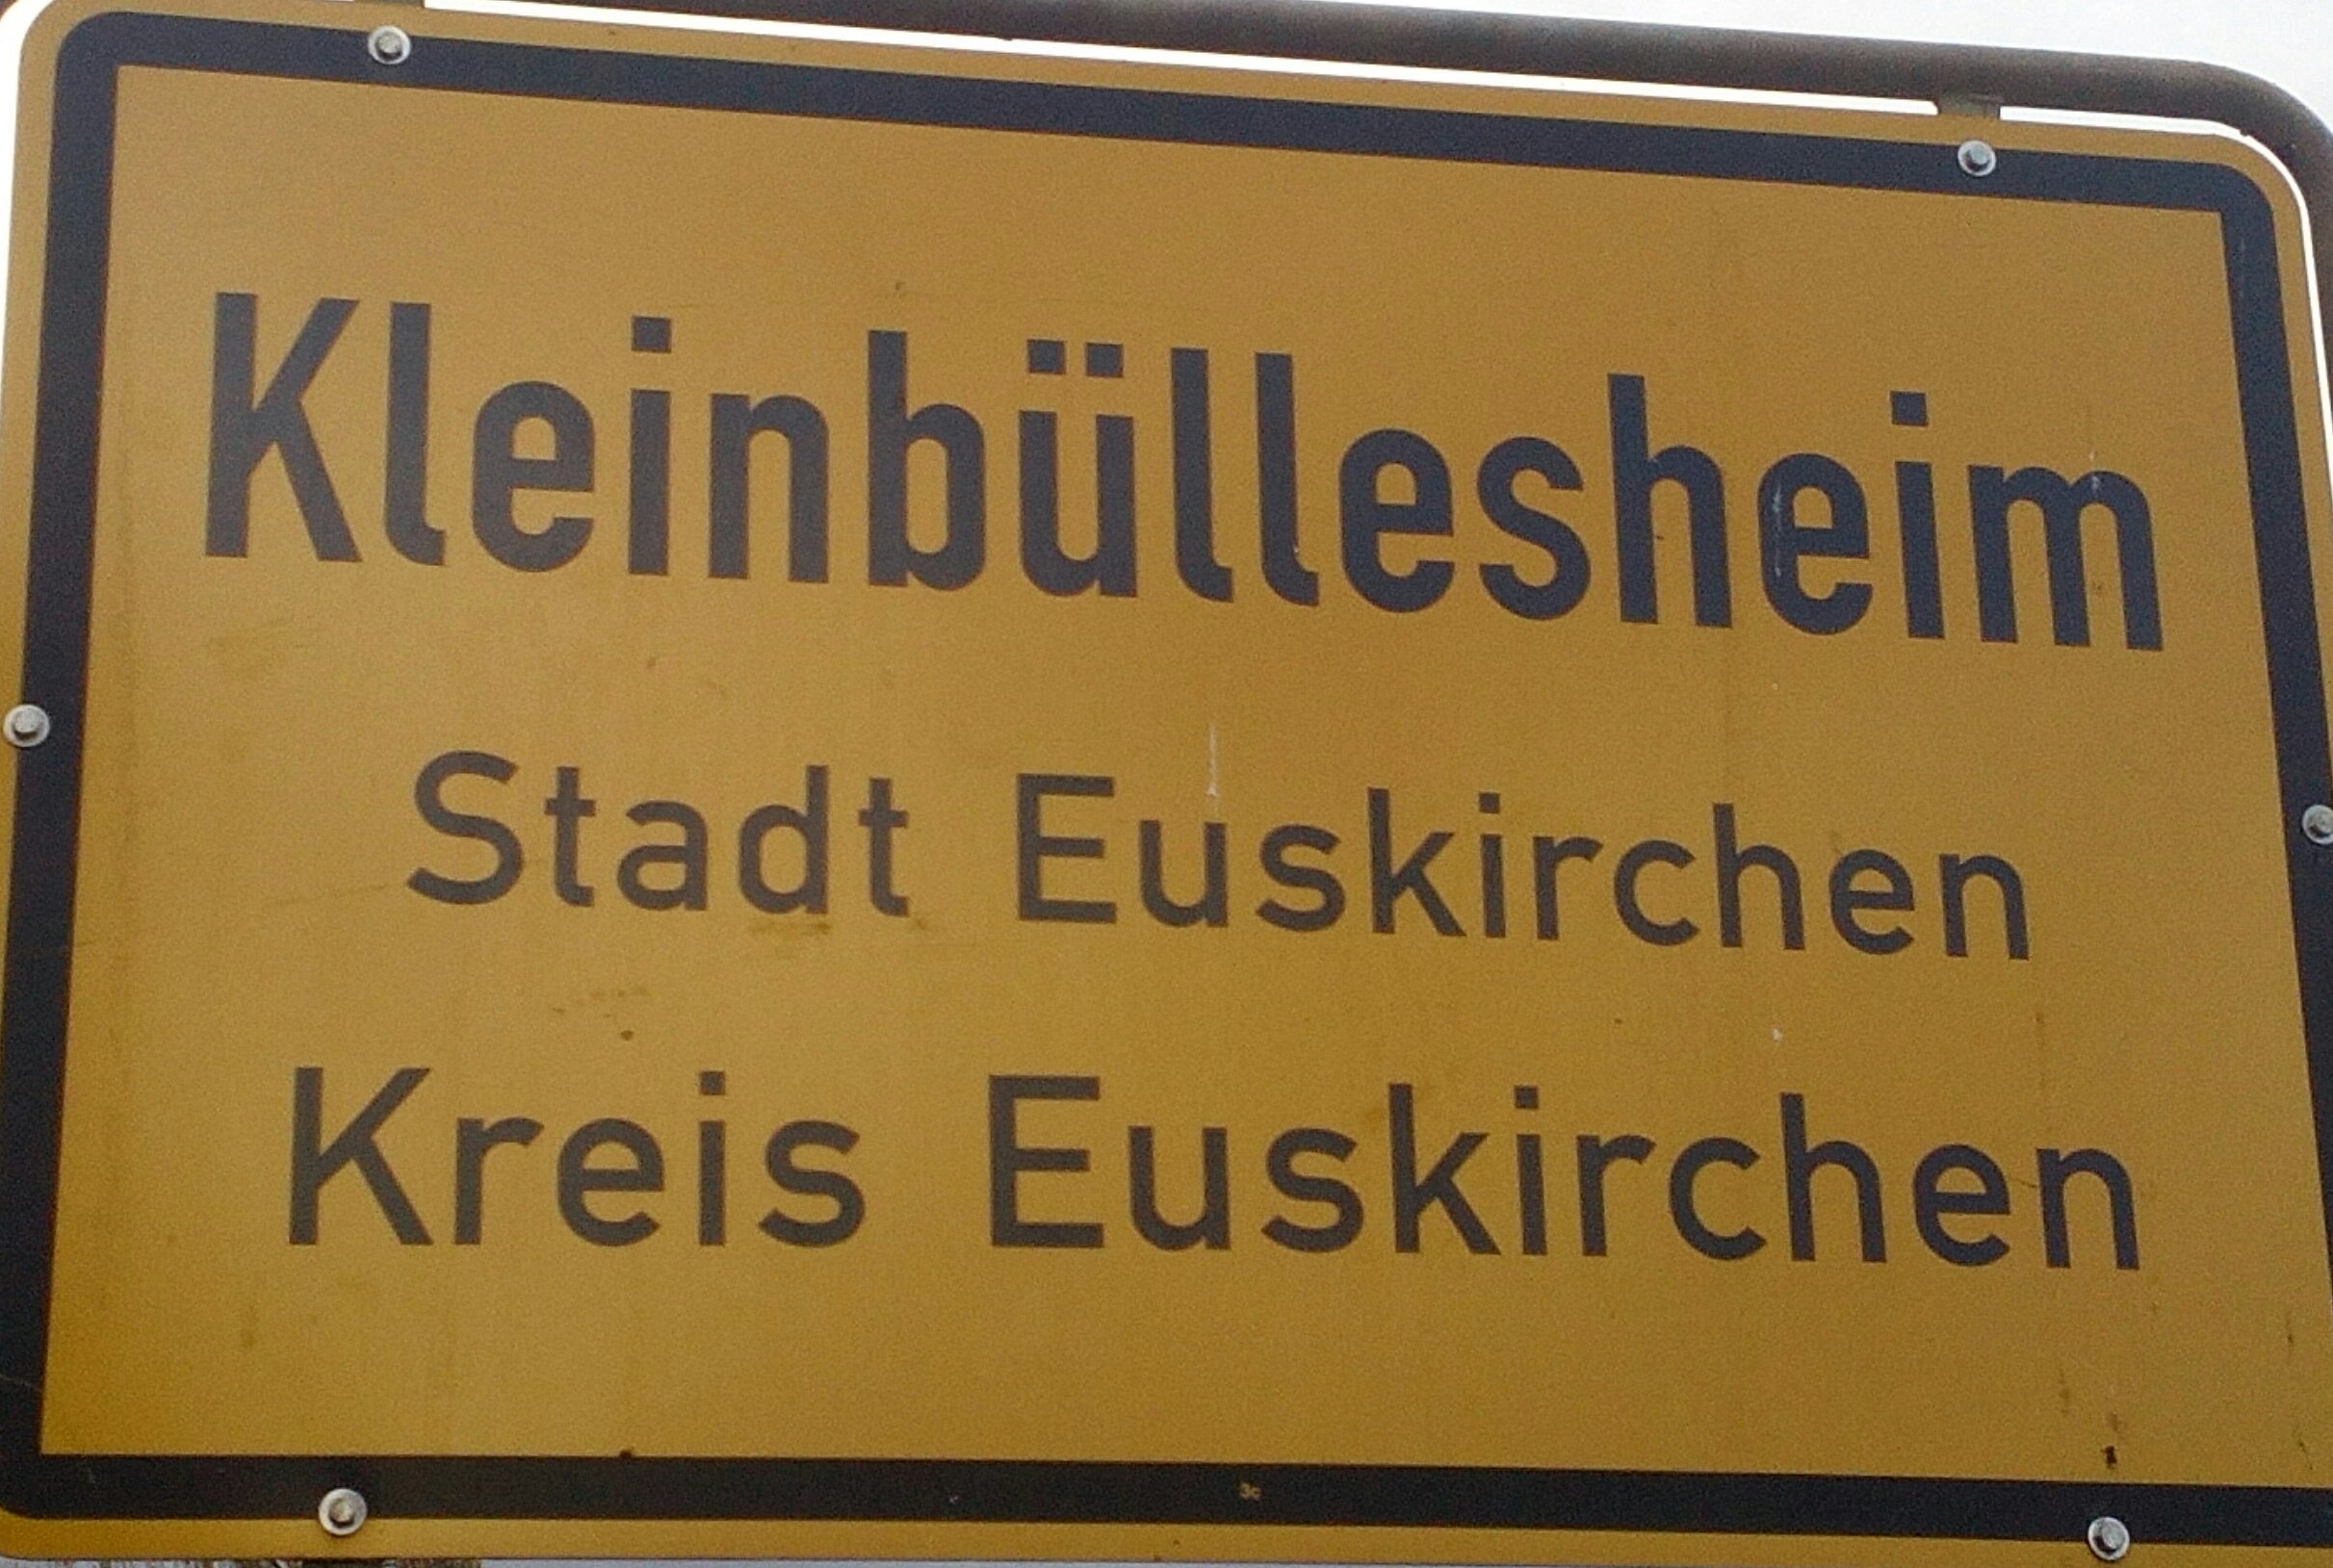 Kleinbüllesheim
Stadt Euskirchen
Kreis Euskirchen